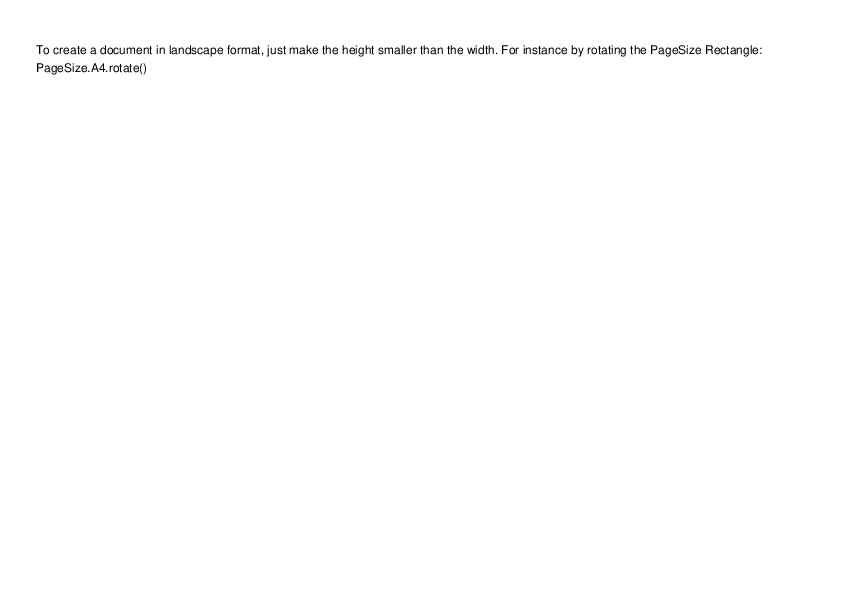 To create a document in landscape format, just make the height smaller than the width. For instance by rotating the PageSize Rectangle:
PageSize.A4.rotate()